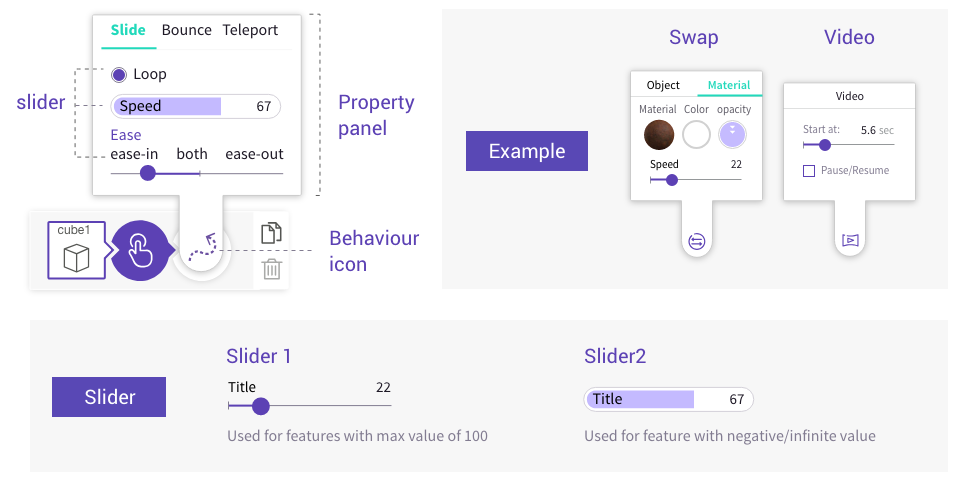 Slide Bounce Teleport
Loop
slider
Speed 67
Ease
ease-in both ease-out
Property
panel
cube1
Behaviour
icon
Example
Swap
Object Material
Material Color opacity
Speed 22
Video
Video
Start at: 5.6 sec
Pause/Resume
Slider
Slider 1
Title 22
Used for features with max value of 100
Slider2
Title 67
Used for feature with negative/infinite value